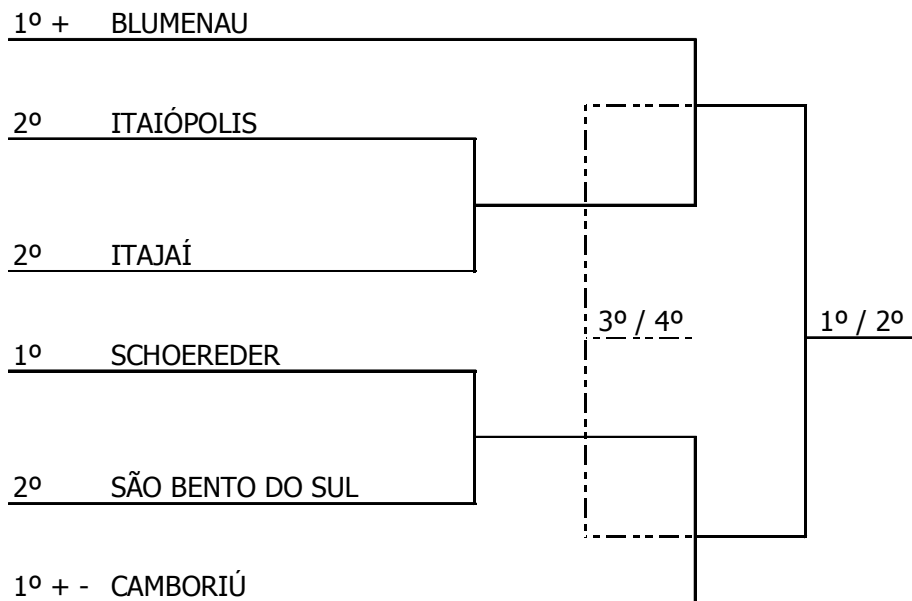 1º + BLUMENAU
2º ITAIÓPOLIS
2º ITAJAÍ
3º / 4º 1º / 2º
1º SCHOEREDER
2º SÃO BENTO DO SUL
1º + - CAMBORIÚ